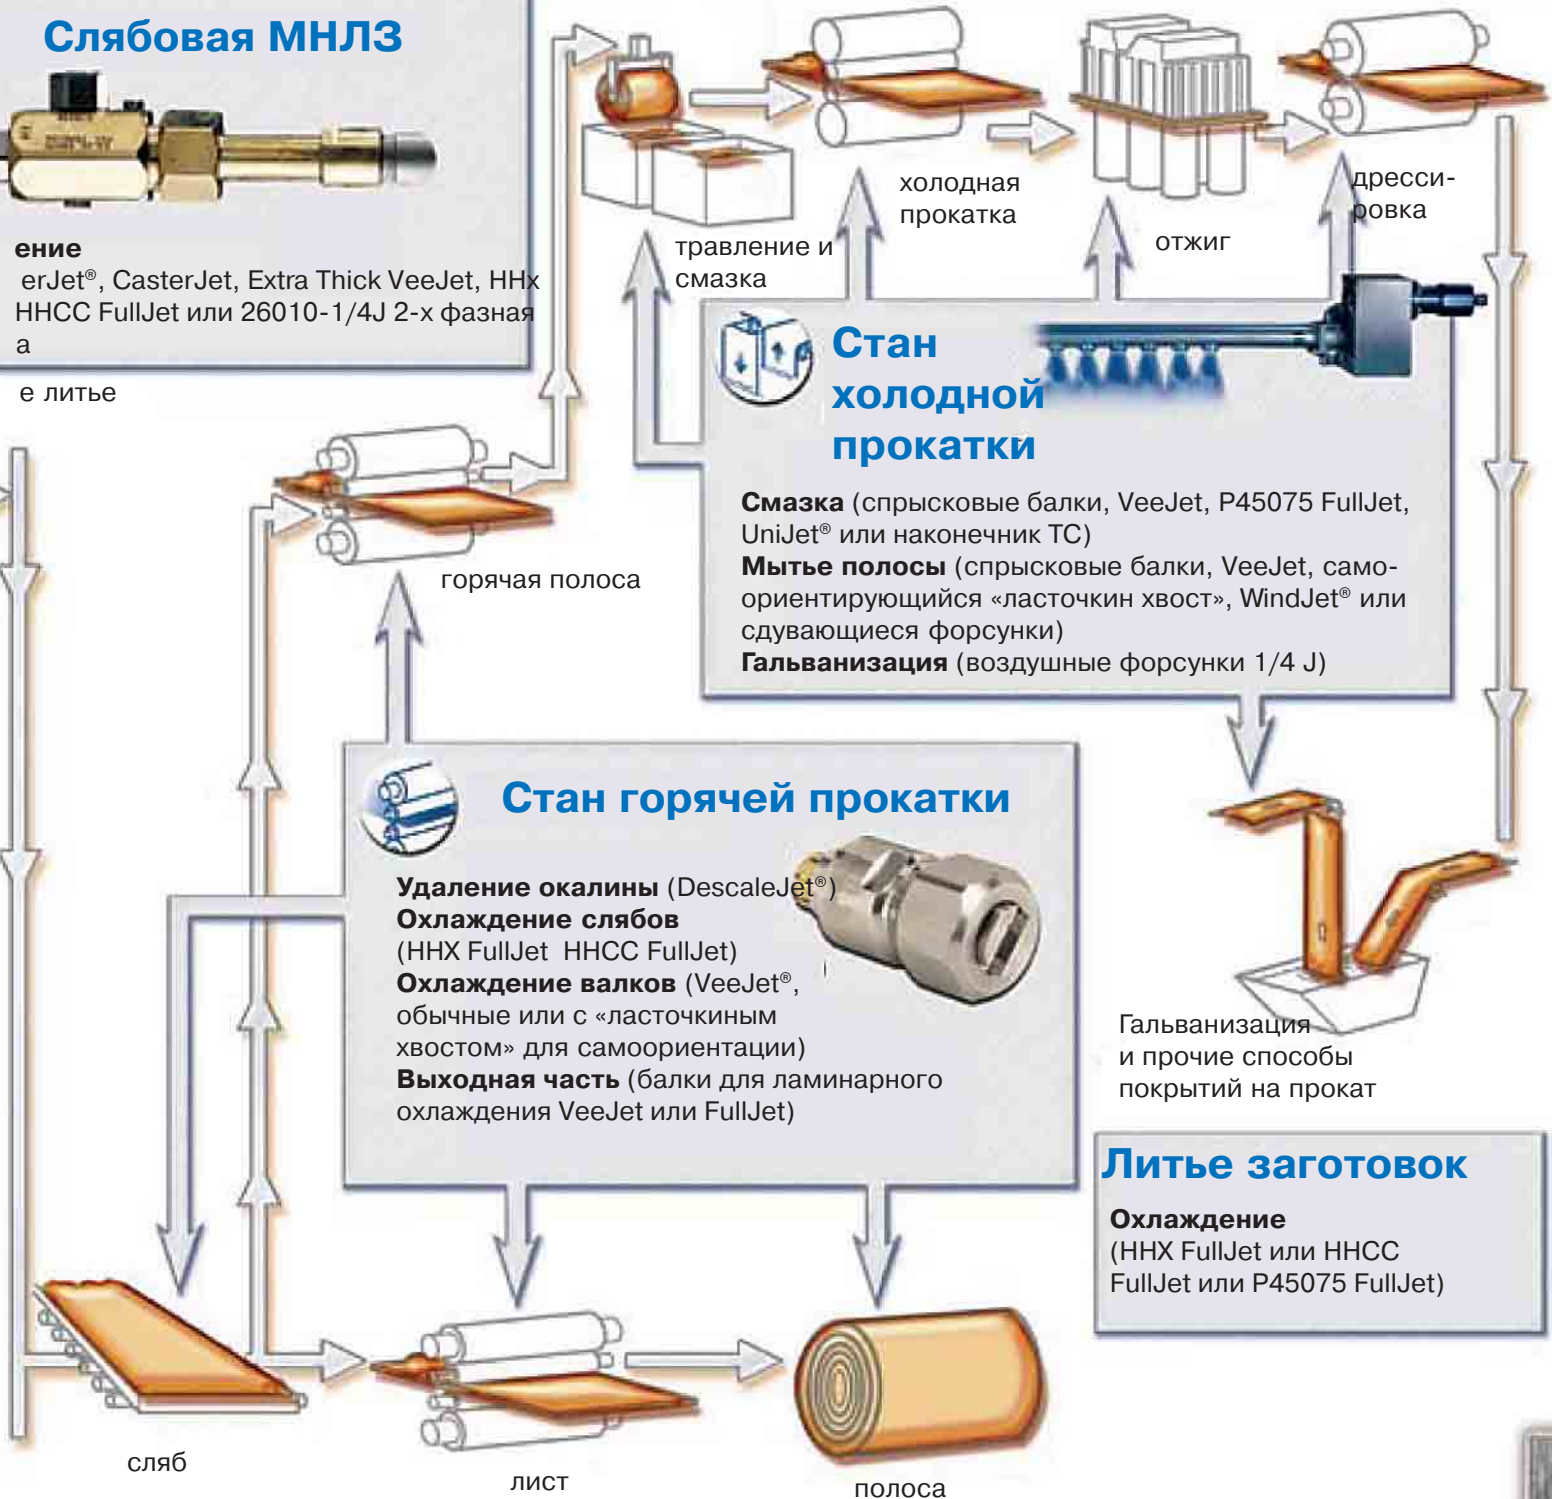 Слябовая МНЛЗ
ение
erJet®, CasterJet, Extra Thick VeeJet, HHx
HHCC FullJet или 26010-1/4J 2-х фазная
а
е литье
травление и
смазка
холодная
прокатка
отжиг
дресси-
ровка
Стан
холодной
прокатки
Смазка (спрысковые балки, VeeJet, P45075 FullJet,
UniJet® или наконечник TC)
Мытье полосы (спрысковые балки, VeeJet, само-
ориентирующийся «ласточкин хвост», WindJet® или
сдувающиеся форсунки)
Гальванизация (воздушные форсунки 1/4 J)
горячая полоса
Стан горячей прокатки
Удаление окалины (DescaleJet®)
Охлаждение слябов
(HHX FullJet HHCC FullJet)
Охлаждение валков (VeeJet®,
обычные или с «ласточкиным
хвостом» для самоориентации)
Выходная часть (балки для ламинарного
охлаждения VeeJet или FullJet)
Гальванизация
и прочие способы
покрытий на прокат
Литье заготовок
Охлаждение
(HHX FullJet или HHCC
FullJet или P45075 FullJet)
сляб
лист
полоса